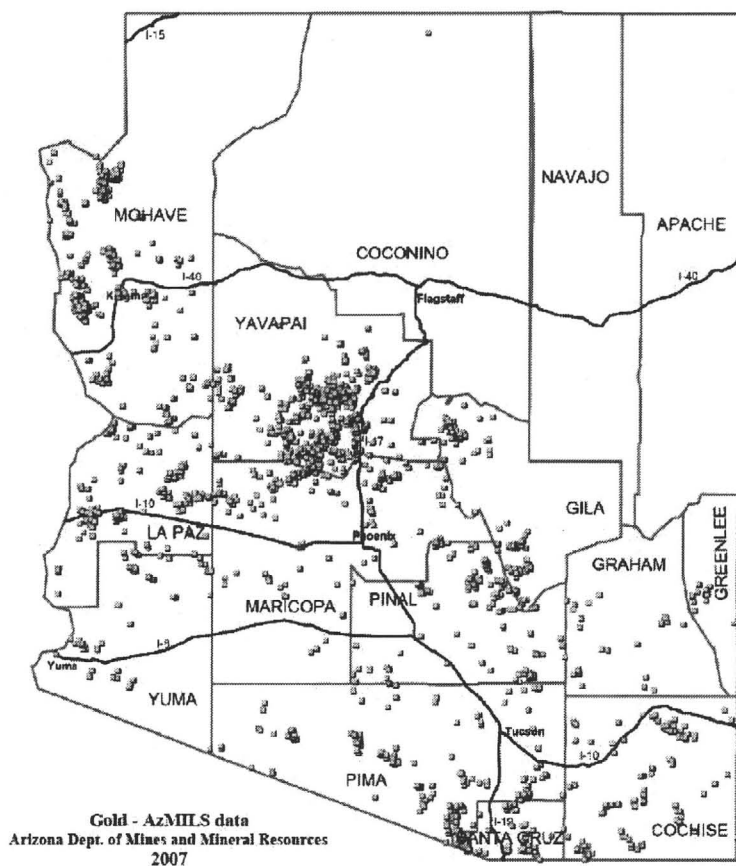 I-15
NAVAJO
MOHAVE
APACHE
COCONINO
I-40
I-40
Kingman
Flagstaff
YAVAPAI
I-17
I-10
GILA
LA PAZ
Phoenix
GRAHAM
GREENLEE
MARICOPA
PINAL
I-8
Yuma
YUMA
Tucson
I-10
PIMA
I-19
SANTA CRUZ
COCHISE
Gold - AzMILS data
Arizona Dept. of Mines and Mineral Resources
2007